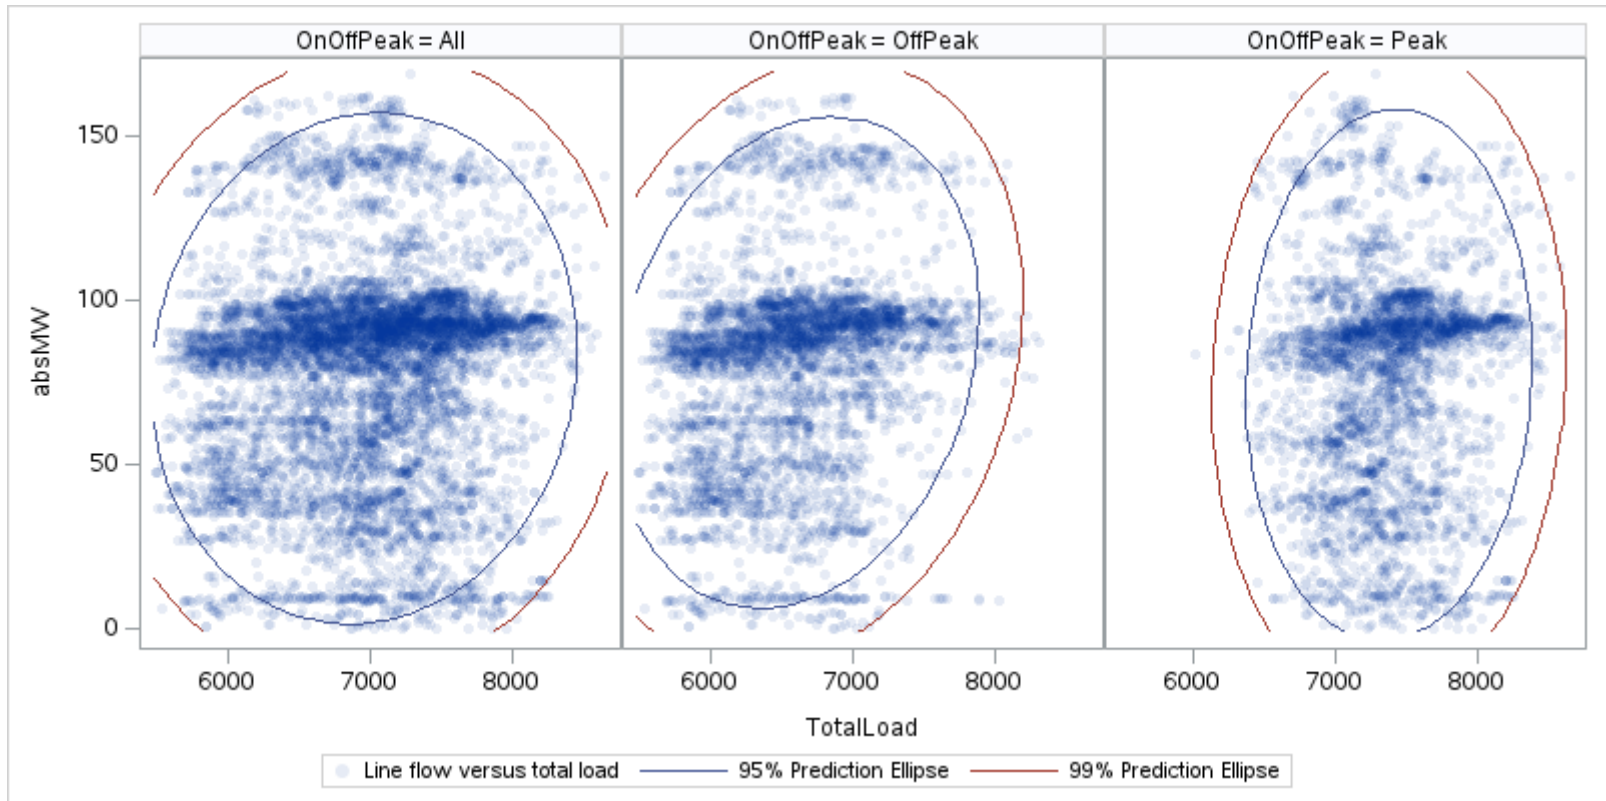 OnOffPeak = All
OnOffPeak = OffPeak
OnOffPeak = Peak
150
100
50
0
absMW
6000 7000 8000
6000 7000 8000
6000 7000 8000
TotalLoad
Line flow versus total load 95% Prediction Ellipse 99% Prediction Ellipse